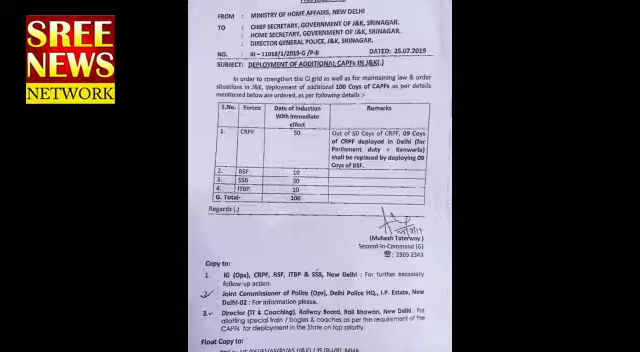 SREE
NEWS
NETWORK
FROM : MINISTRY OF HOME AFFAIRS, NEW DELHI
TO : CHIEF SECRETARY, GOVERNMENT OF J&K, SRINAGAR.
: HOME SECRETARY, GOVERNMENT OF J&K, SRINAGAR.
: DIRECTOR GENERAL POLICE, J&K, SRINAGAR.
NO. : III-11018/1/2019-G /P-II DATED: 25.07.2019
SUBJECT: DEPLOYMENT OF ADDITIONAL CAPFs IN J&K(.)
In order to strengthen the CI grid as well as for maintaining law & order
situations in J&K, deployment of additional 100 Coys of CAPFs as per details
mentioned below are ordered, as per following details :-
S.No. Forces Date of Induction Remarks
With immediate
effect
1. CRPF 50 Out of 50 Coys of CRPF, 09 Coys
of CRPF deployed in Delhi (for
Parliament duty + Kanwaria)
shall be replaced by deploying 09
Coys of BSF.
2. BSF 10
3. SSB 30
4. ITBP 10
G. Total- 100
Regards (.)
(Mukesh Taterway)
Second-in-Command (G)
☎: 2309 2343
Copy to:
1. IG (Ops), CRPF, BSF, ITBP & SSB, New Delhi : For further necessary
follow-up action.
2. Joint Commissioner of Police (Ops), Delhi Police HQ., I.P. Estate, New
Delhi-02 : For information please.
3. Director (TT & Coaching), Railway Board, Rail Bhawan, New Delhi : For
allotting special train / bogies & coaches as per the requirement of the
CAPFs for deployment in the State on top priority.
Float Copy to: